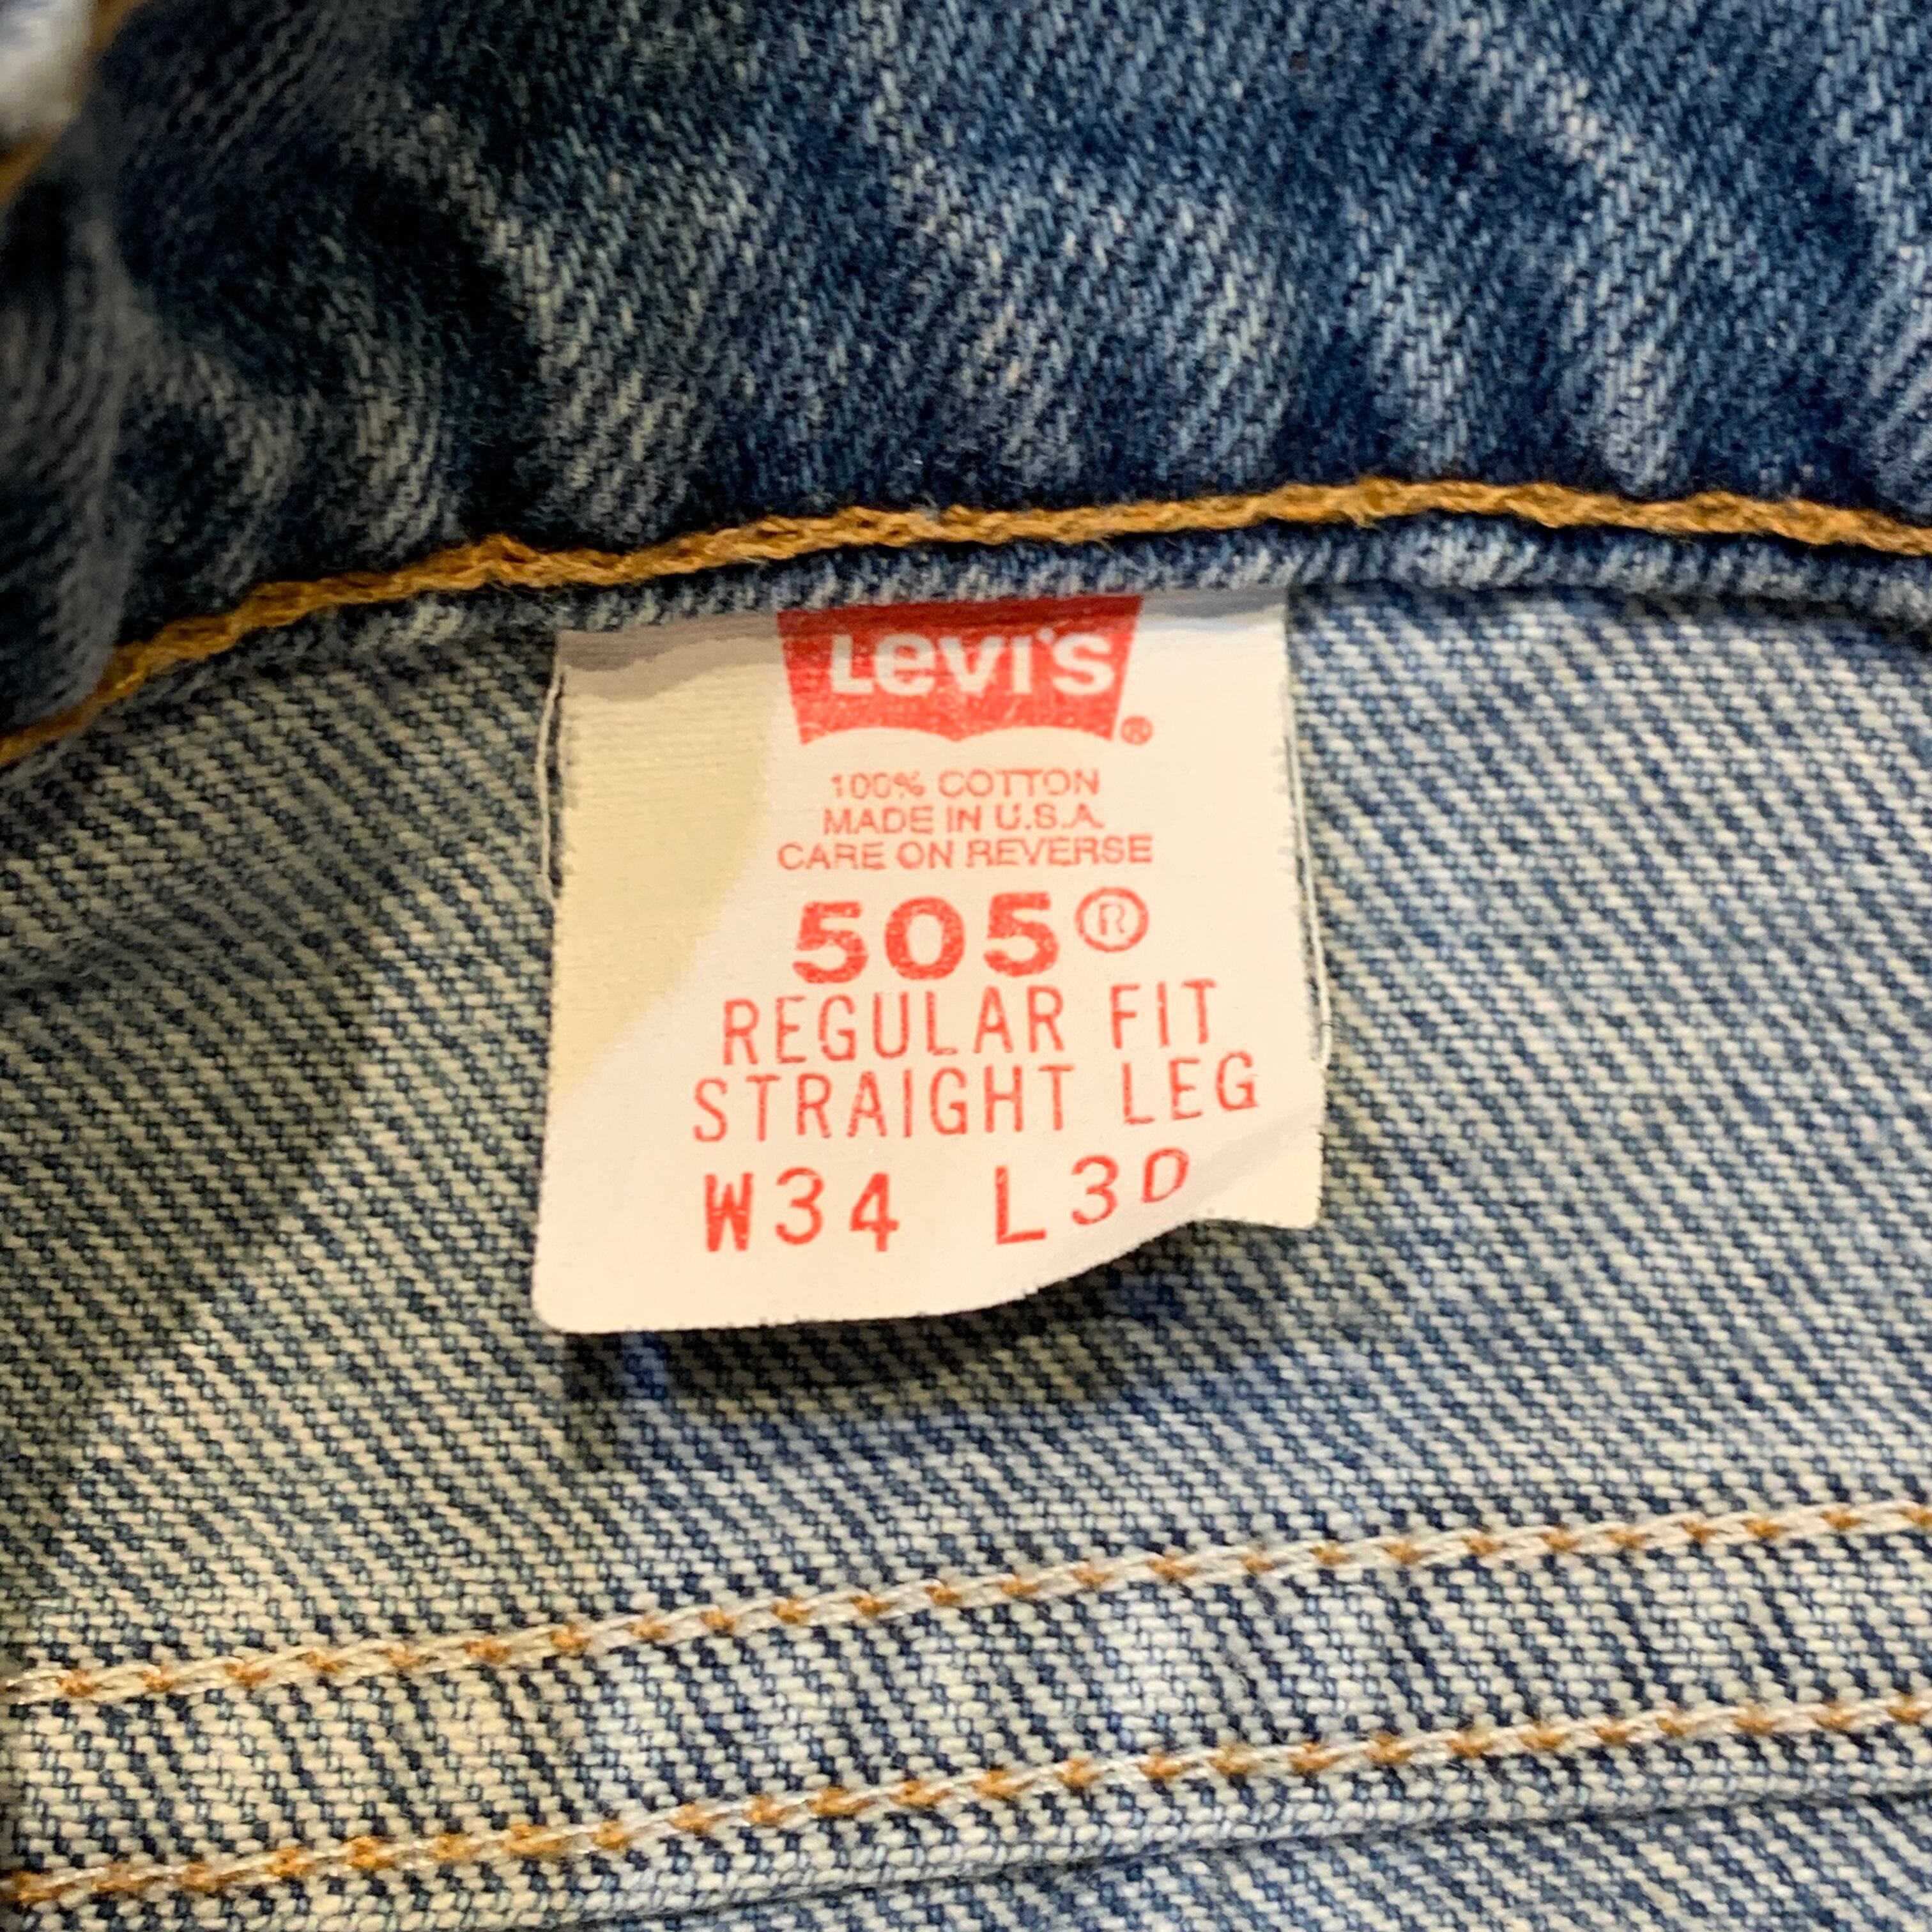 Levi's®
100% COTTON
MADE IN U.S.A.
CARE ON REVERSE
505®
REGULAR FIT
STRAIGHT LEG
W34 L30